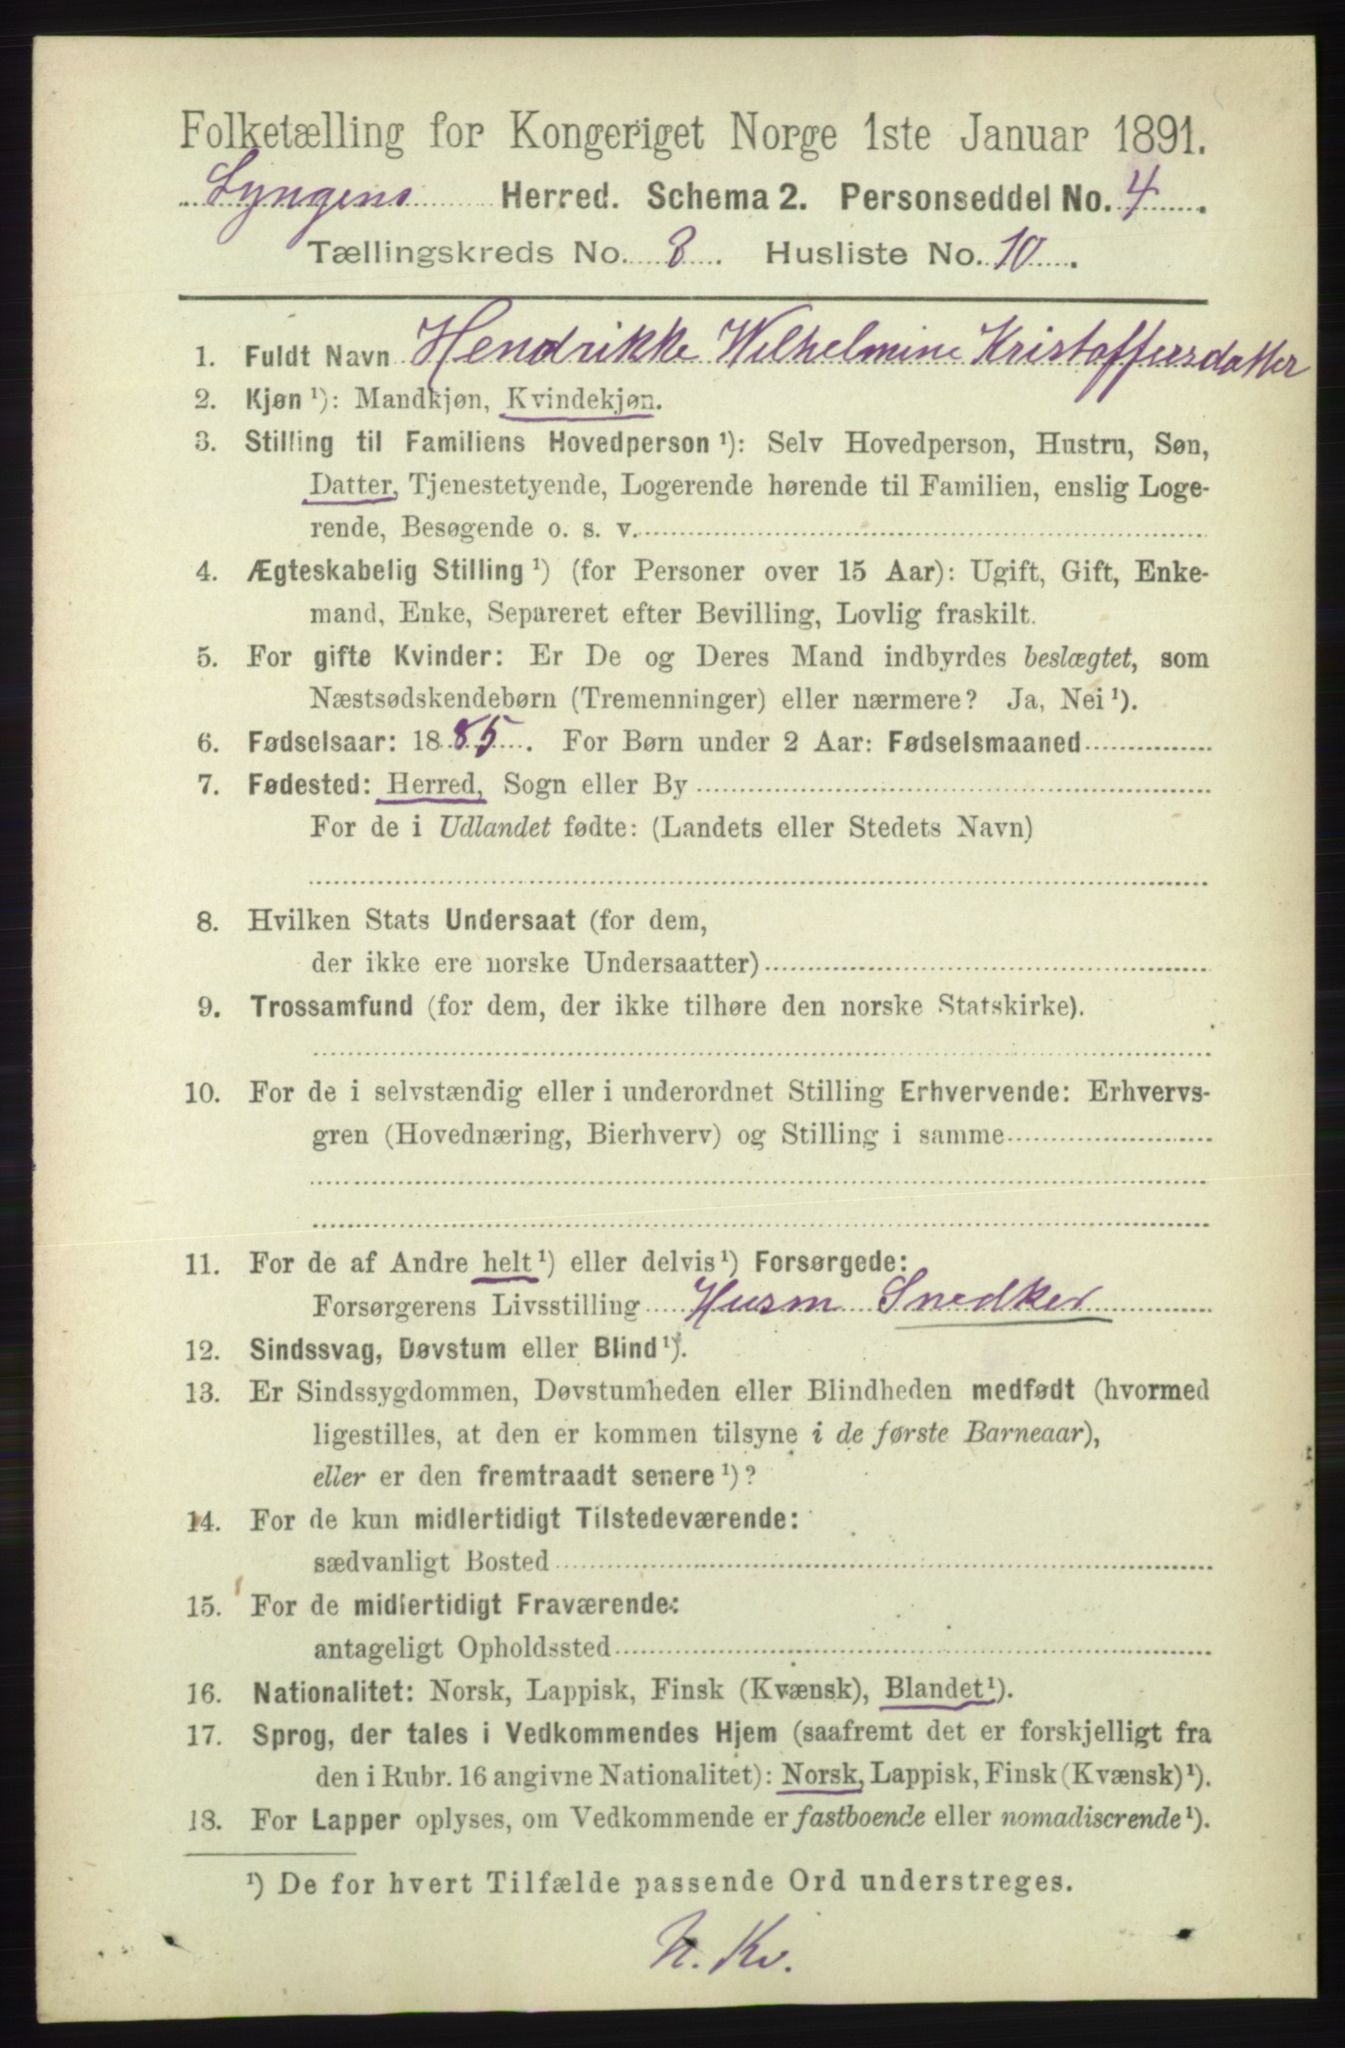 Folketælling for Kongeriget Norge 1ste Januar 1891.
Lyngens Herred. Schema 2. Personseddel No. 4
Tællingskreds No. 8. Husliste No. 10.
1. Fuldt Navn Hendrikke Wilhelmine Kristoffersdatter
2. Kjøn ¹): Mandkjøn, Kvindekjøn.
3. Stilling til Familiens Hovedperson ¹): Selv Hovedperson, Hustru, Søn,
Datter, Tjenestetyende, Logerende hørende til Familien, enslig Loge-
rende, Besøgende o. s. v.
4. Ægteskabelig Stilling ¹) (for Personer over 15 Aar): Ugift, Gift, Enke-
mand, Enke, Separeret efter Bevilling, Lovlig fraskilt.
5. For gifte Kvinder: Er De og Deres Mand indbyrdes beslægtet, som
Næstsødskendebørn (Tremenninger) eller nærmere? Ja, Nei ¹).
6. Fødselsaar: 1885. For Børn under 2 Aar: Fødselsmaaned
7. Fødested: Herred, Sogn eller By
For de i Udlandet fødte: (Landets eller Stedets Navn)
8. Hvilken Stats Undersaat (for dem,
der ikke ere norske Undersaatter)
9. Trossamfund (for dem, der ikke tilhøre den norske Statskirke).
10. For de i selvstændig eller i underordnet Stilling Erhvervende: Erhvervs-
gren (Hovednæring, Bierhverv) og Stilling i samme
11. For de af Andre helt ¹) eller delvis ¹) Forsørgede:
Forsørgerens Livsstilling Husm Snedker
12. Sindssvag, Døvstum eller Blind ¹).
13. Er Sindssygdommen, Døvstumheden eller Blindheden medfødt (hvormed
ligestilles, at den er kommen tilsyne i de første Barneaar),
eller er den fremtraadt senere ¹)?
14. For de kun midlertidigt Tilstedeværende:
sædvanligt Bosted
15. For de midlertidigt Fraværende:
antageligt Opholdssted
16. Nationalitet: Norsk, Lappisk, Finsk (Kvænsk), Blandet ¹).
17. Sprog, der tales i Vedkommendes Hjem (saafremt det er forskjelligt fra
den i Rubr. 16 angivne Nationalitet): Norsk, Lappisk, Finsk (Kvænsk) ¹).
18. For Lapper oplyses, om Vedkommende er fastboende eller nomadiserende ¹).
¹) De for hvert Tilfælde passende Ord understreges.
N. Kv.